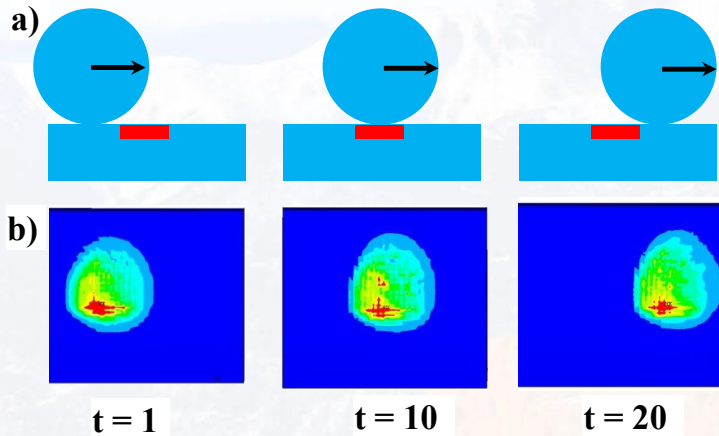 a)
b)
t = 1
t = 10
t = 20